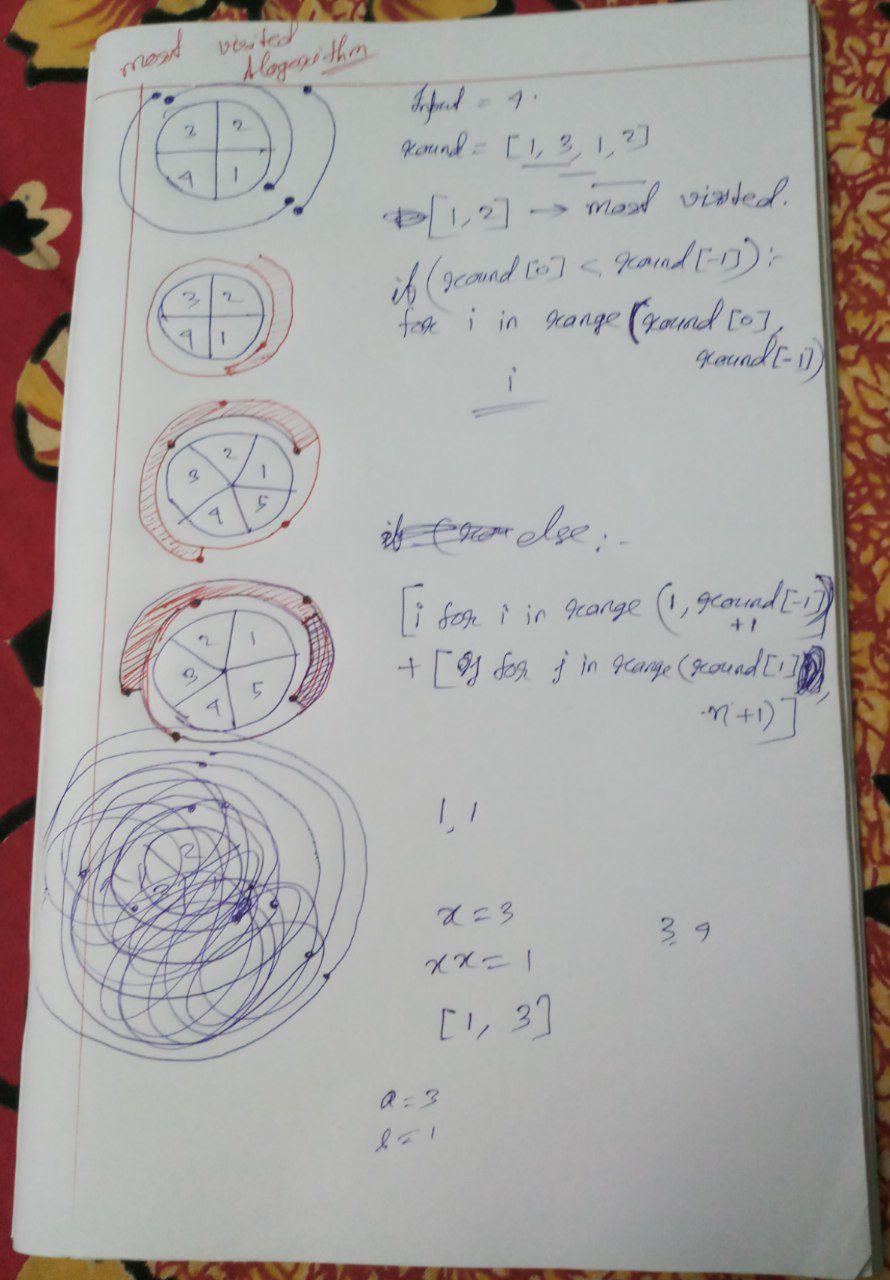 most visited
Alogorithm
3 2
4 1
Input = 4.
round = [1, 3, 1, 2]
[1, 2] → most visited.
if (round [0] < round [-1]) :-
for i in range (round [0],
round [-1])
i
3 2
4 1
2
3 1
4 5
else :-
[i for i in range (1, round [-1]
+1)
+ [j for j in range (round [1],
n+1)]
2 1
3 5
4
2
1, 1
x = 3
xx = 1
3, 4
[1, 3]
a = 3
l = 1